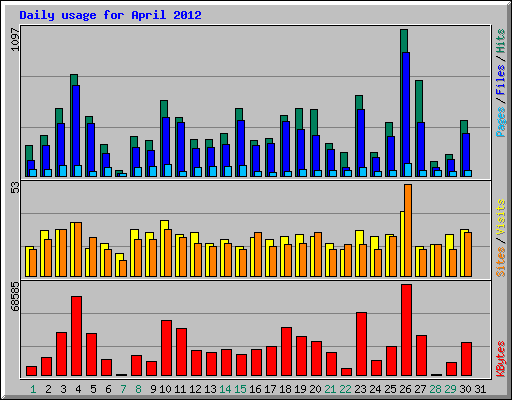 Daily usage for April 2012
1097
Pages / Files / Hits
53
Sites / Visits
68585
KBytes
1 2 3 4 5 6 7 8 9 10 11 12 13 14 15 16 17 18 19 20 21 22 23 24 25 26 27 28 29 30 31